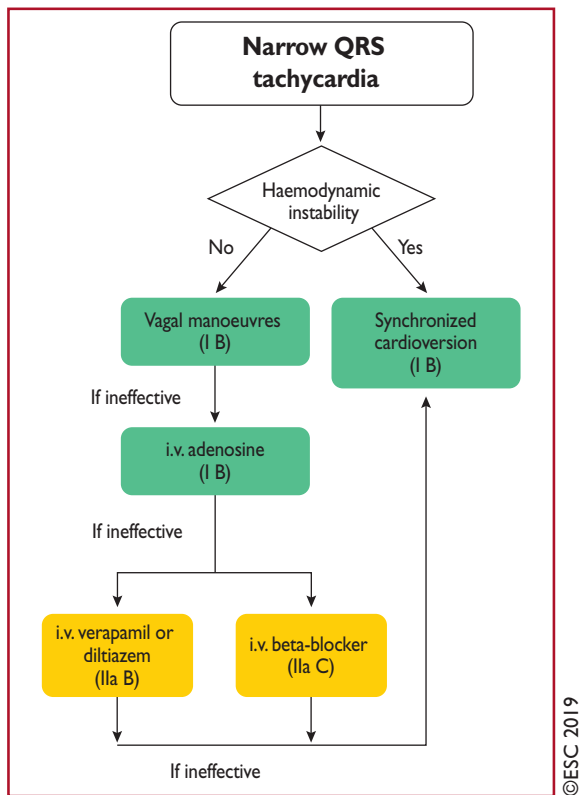 Narrow QRS
tachycardia
Haemodynamic
instability
No
Yes
Vagal manoeuvres
(I B)
Synchronized
cardioversion
(I B)
If ineffective
i.v. adenosine
(I B)
If ineffective
i.v. verapamil or
diltiazem
(IIa B)
i.v. beta-blocker
(IIa C)
If ineffective
©ESC 2019